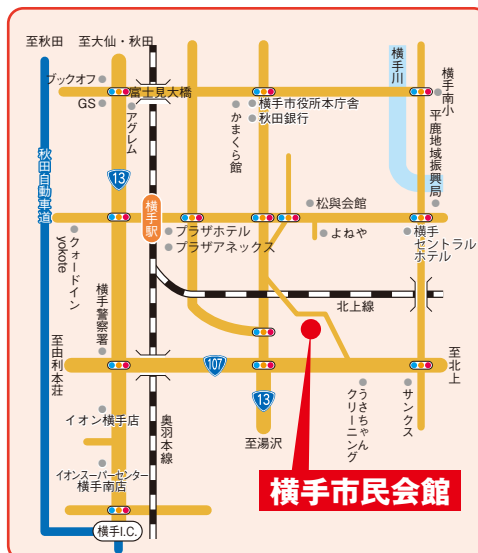 至秋田
至大仙・秋田
ブックオフ
GS
富士見大橋
アグレム
かまくら館
横手市役所本庁舎
秋田銀行
横手川
横手南小
平鹿地域振興局
秋田自動車道
13
横手駅
プラザホテル
プラザアネックス
松與会館
よねや
横手
セントラル
ホテル
クォードイン
yokote
横手警察署
北上線
至由利本荘
107
13
至北上
イオン横手店
奥羽本線
至湯沢
うさちゃん
クリーニング
サンクス
イオンスーパーセンター
横手南店
横手市民会館
横手I.C.